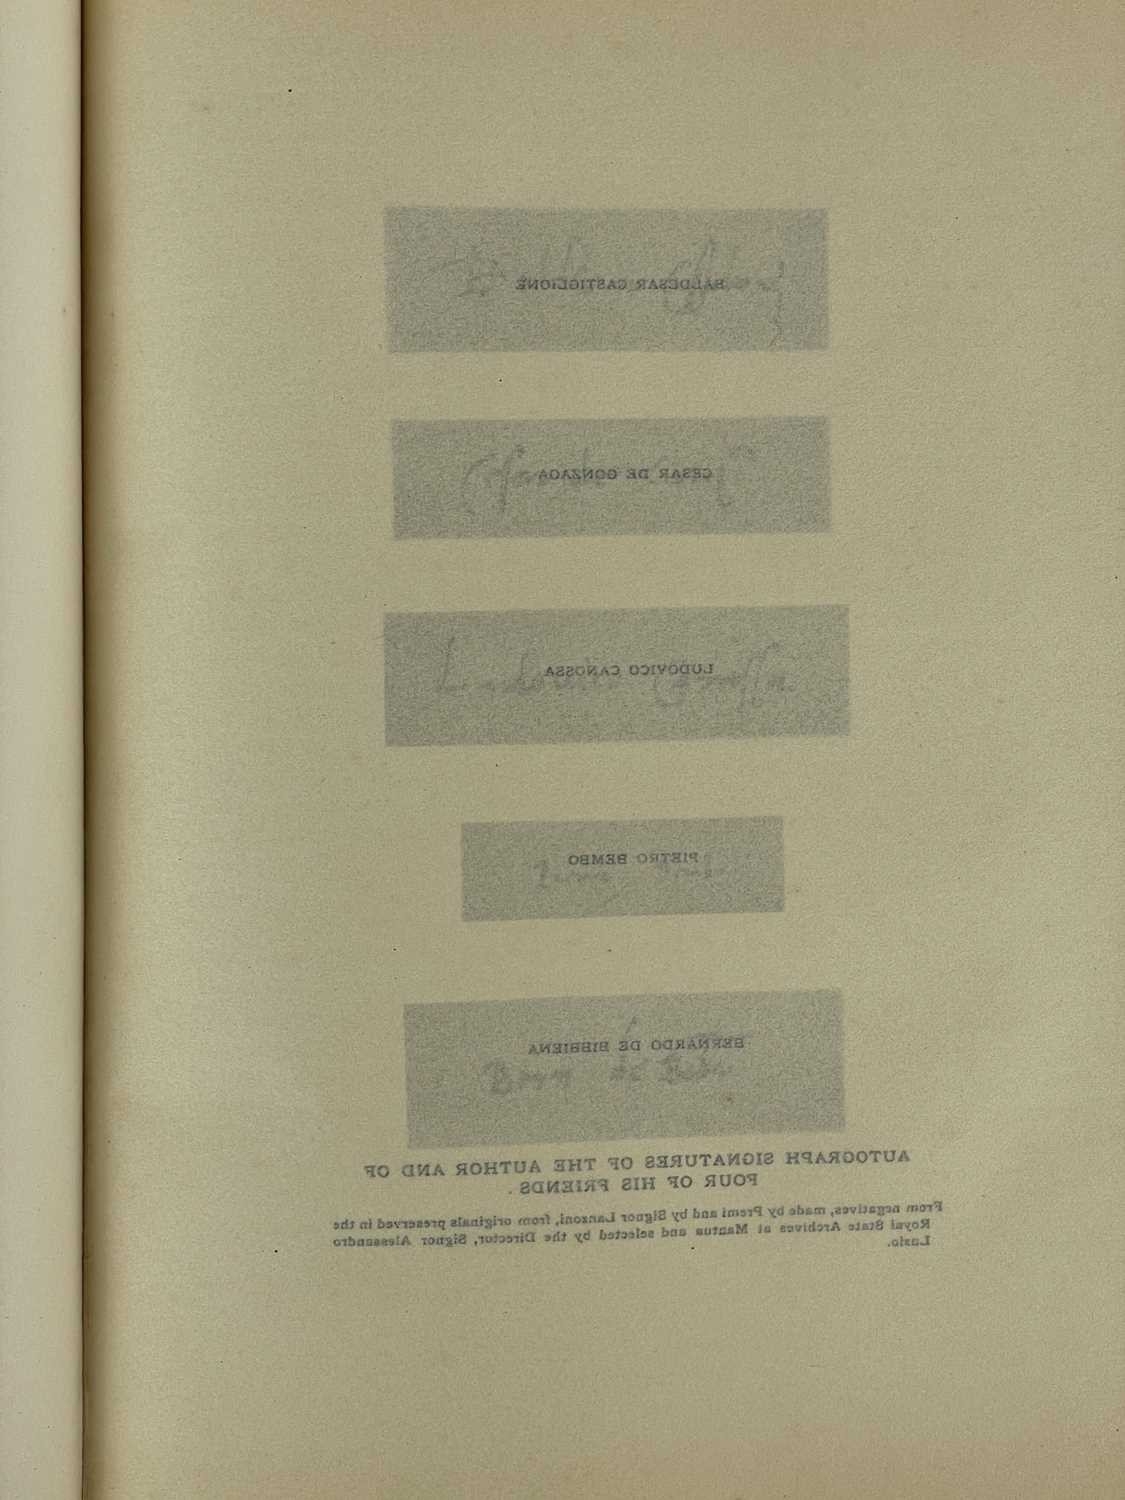 BALDESAR CASTIGLIONE
CESAR DE GONZAGA
LUDOVICO CANOSSA
PIETRO BEMBO
BERNARDO DE BIBBIENA
AUTOGRAPH SIGNATURES OF THE AUTHOR AND OF
FOUR OF HIS FRIENDS.
From negatives, made by Premi and by Signor Lanzoni, from originals preserved in the
Royal State Archives at Mantua and selected by the Director, Signor Alessandro
Luzio.